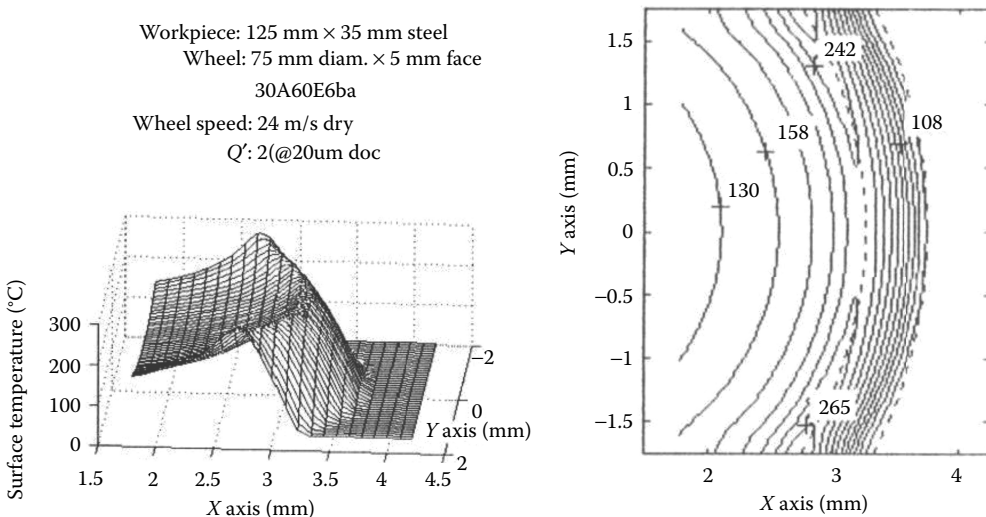 Workpiece: 125 mm × 35 mm steel
Wheel: 75 mm diam. × 5 mm face
30A60E6ba
Wheel speed: 24 m/s dry
Q′: 2(@20um doc
Surface temperature (°C)
300
200
100
0
1.5
2
2.5
3
3.5
4
4.5
X axis (mm)
−2
0
2
Y axis (mm)
1.5
1
0.5
0
−0.5
−1
−1.5
Y axis (mm)
242
108
158
130
265
2
3
4
X axis (mm)